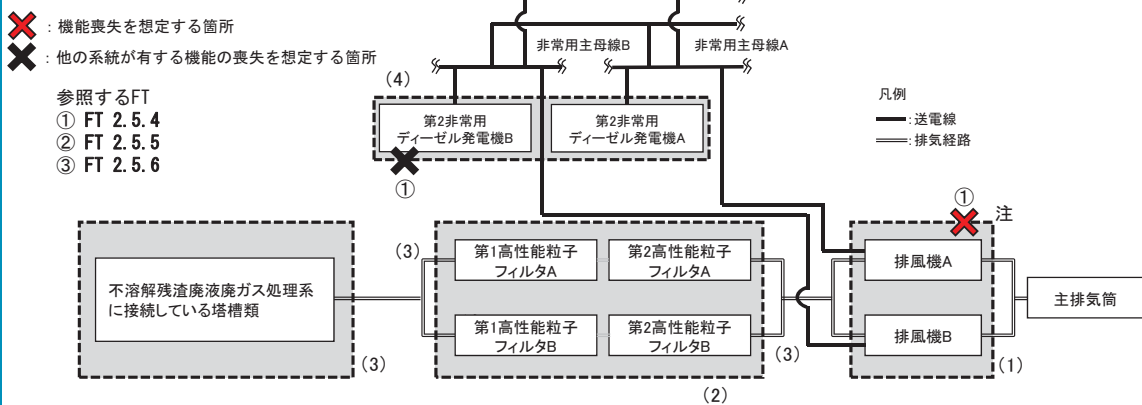 ：機能喪失を想定する箇所
：他の系統が有する機能の喪失を想定する箇所
参照するFT
① FT 2.5.4
② FT 2.5.5
③ FT 2.5.6
非常用主母線B
非常用主母線A
(4)
第2非常用
ディーゼル発電機B
第2非常用
ディーゼル発電機A
①
凡例
：送電線
：排気経路
①
注
不溶解残渣廃液廃ガス処理系
に接続している塔槽類
(3)
(3)
第1高性能粒子
フィルタA
第2高性能粒子
フィルタA
第1高性能粒子
フィルタB
第2高性能粒子
フィルタB
(3)
(2)
排風機A
排風機B
(1)
主排気筒